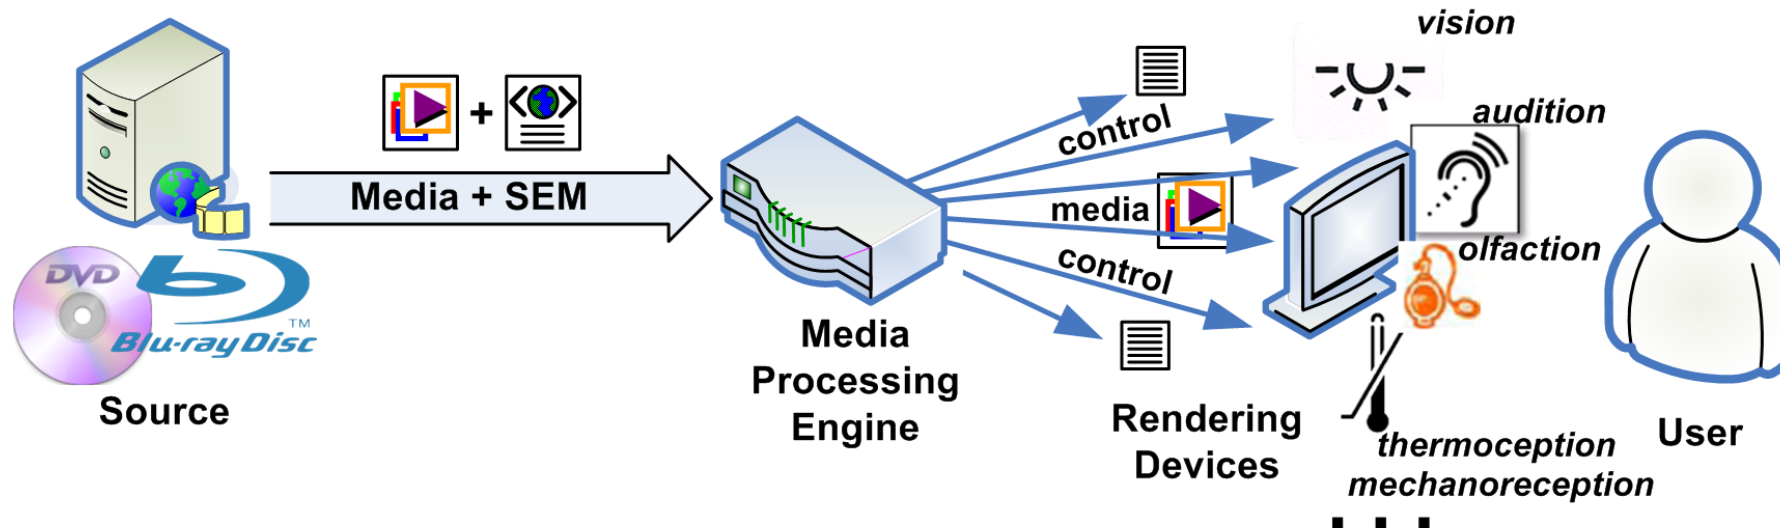 vision
audition
control
+
Media + SEM
media
olfaction
control
DVD
Blu-ray Disc
TM
Source
Media
Processing
Engine
Rendering
Devices
User
thermoception
mechanoreception
...